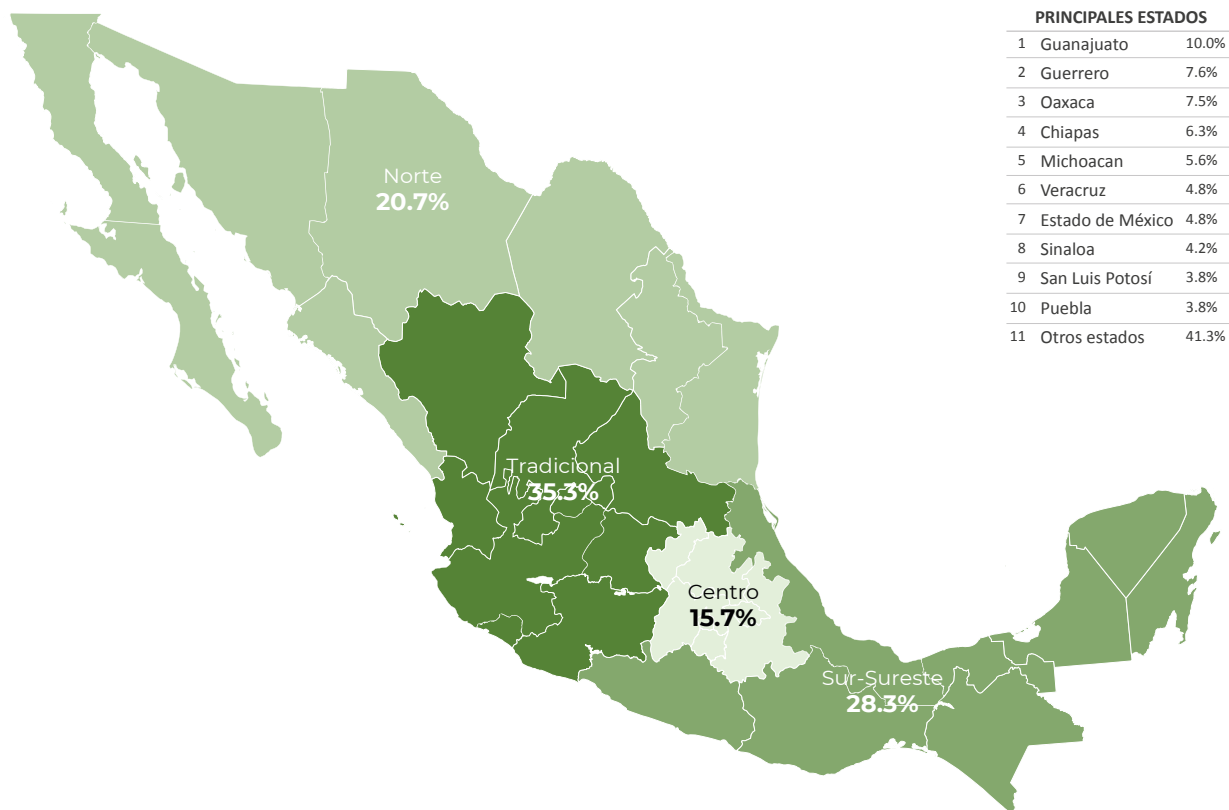 PRINCIPALES ESTADOS
1 Guanajuato 10.0%
2 Guerrero 7.6%
3 Oaxaca 7.5%
4 Chiapas 6.3%
5 Michoacan 5.6%
6 Veracruz 4.8%
7 Estado de México 4.8%
8 Sinaloa 4.2%
9 San Luis Potosí 3.8%
10 Puebla 3.8%
11 Otros estados 41.3%
Norte
20.7%
Tradicional
35.3%
Centro
15.7%
Sur-Sureste
28.3%